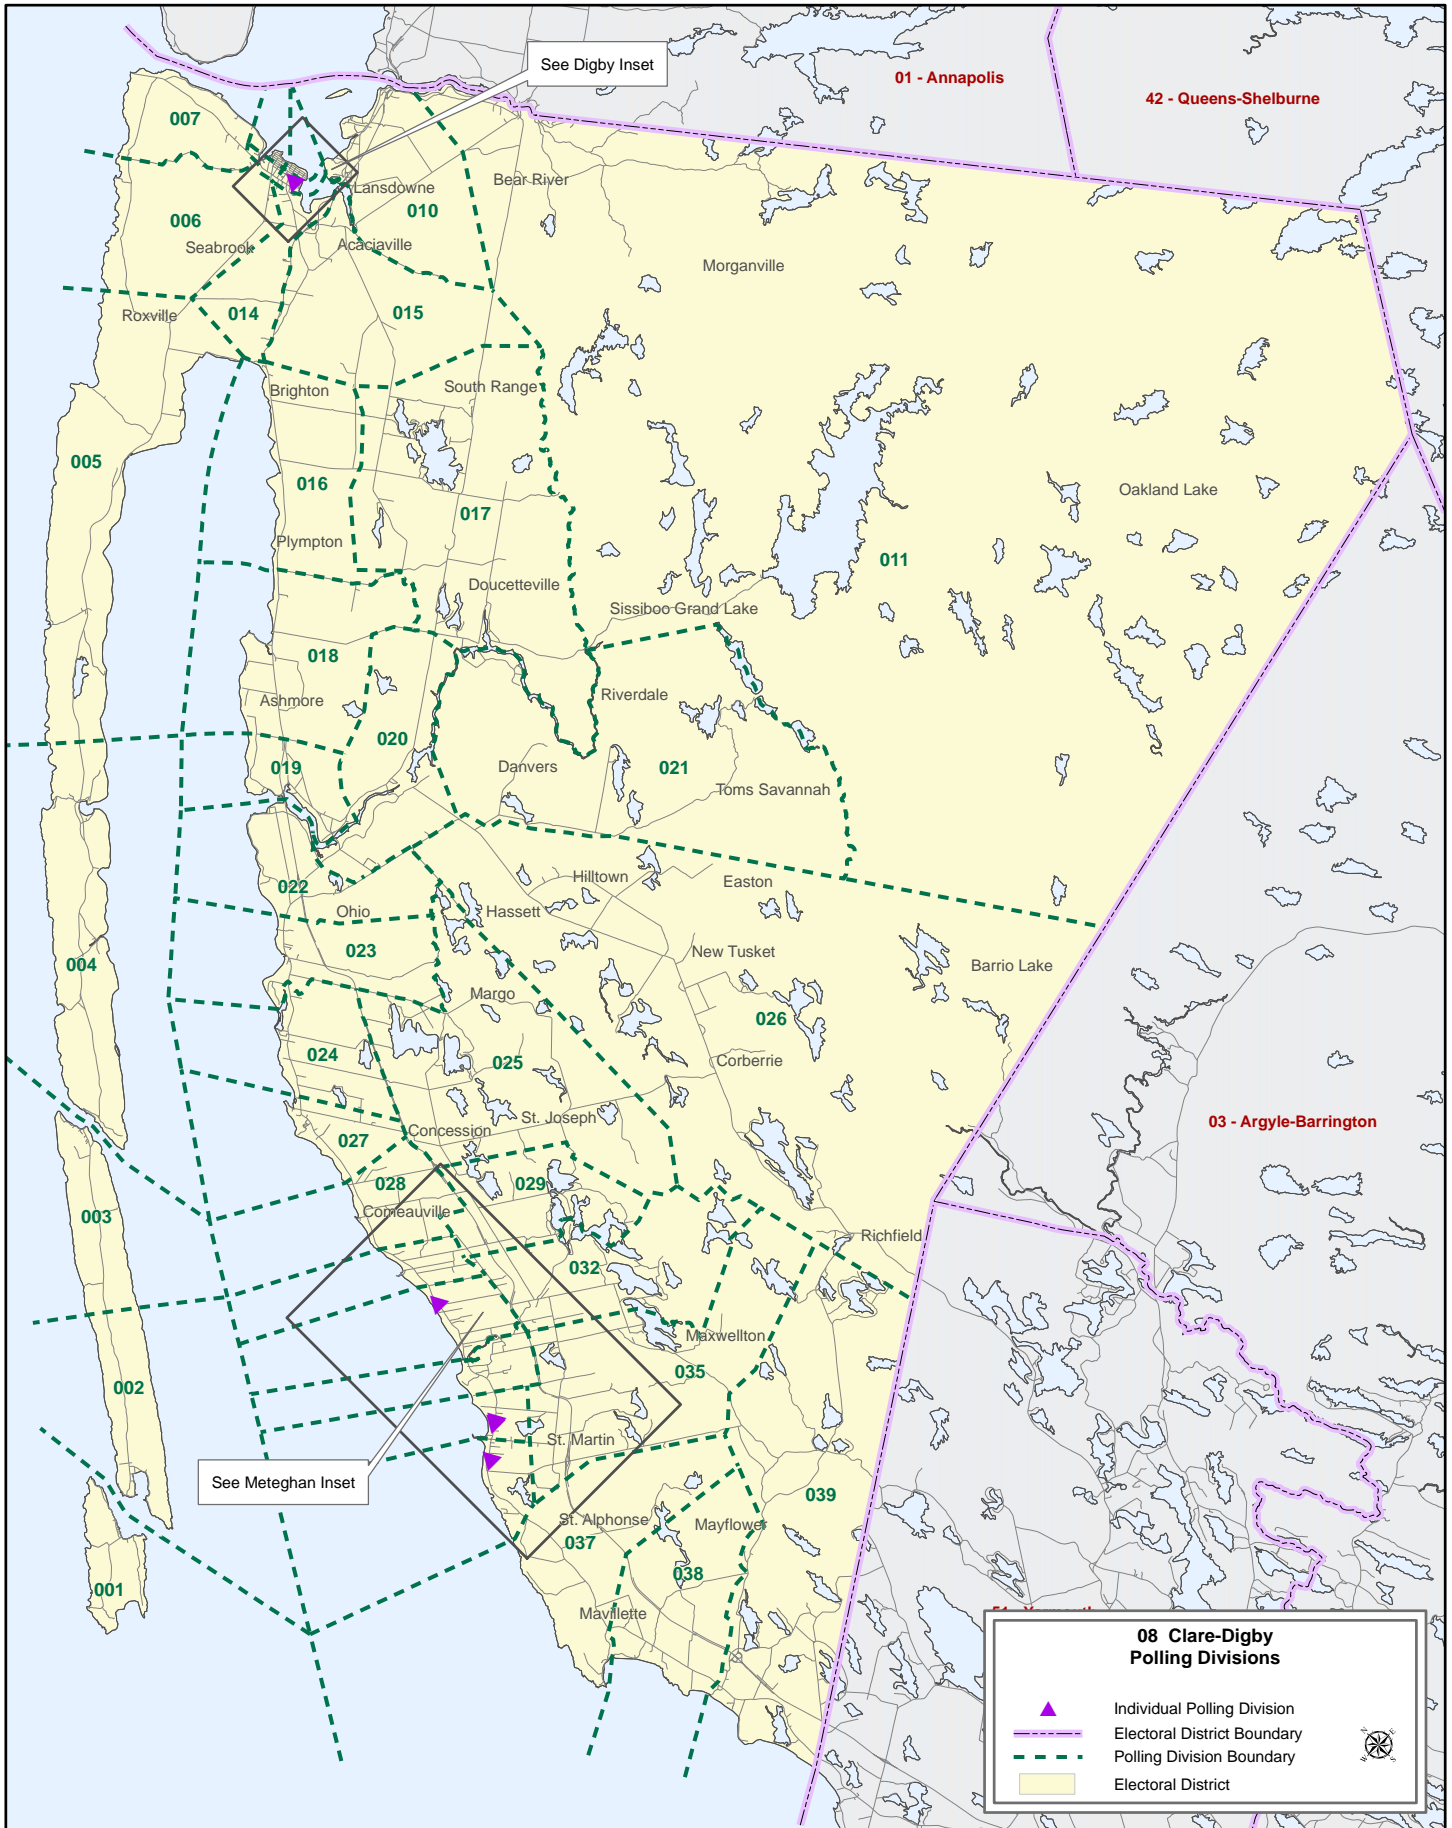 See Digby Inset
01 - Annapolis
42 - Queens-Shelburne
007
Lansdowne
Bear River
010
006
Seabrook
Acaciaville
Morganville
Roxville
014
015
Brighton
South Range
005
016
Oakland Lake
017
Plympton
011
Doucetteville
Sissiboo Grand Lake
018
Riverdale
Ashmore
020
019
Danvers
021
Toms Savannah
022
Hilltown
Easton
Ohio
Hassett
023
New Tusket
004
Barrio Lake
Margo
026
024
025
Corberrie
St. Joseph
03 - Argyle-Barrington
Concession
027
028
029
Comeauville
003
Richfield
032
Maxwellton
035
002
St. Martin
See Meteghan Inset
039
St. Alphonse
Mayflower
037
038
001
Mavillette
08 Clare-Digby
Polling Divisions
Individual Polling Division
Electoral District Boundary
Polling Division Boundary
Electoral District
N
E
W
S